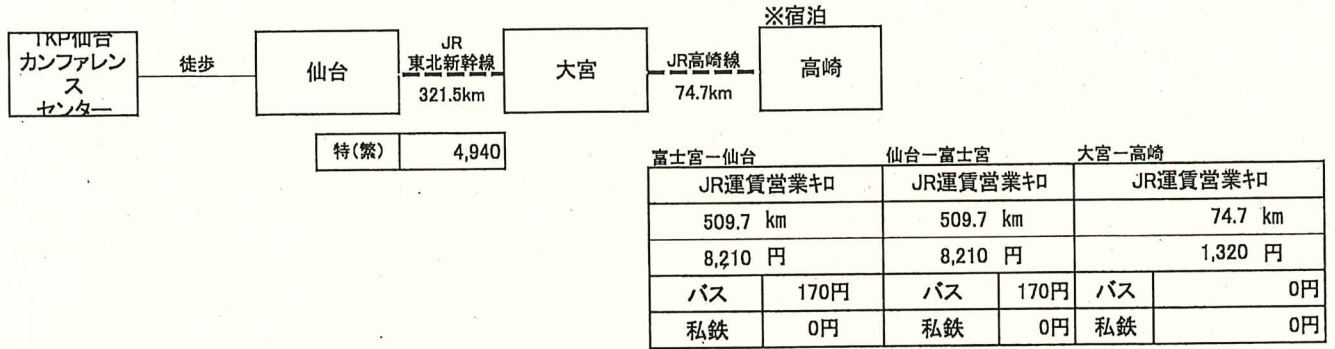 ※宿泊
TKP仙台
カンファレン
ス
センター
徒歩
仙台
JR
東北新幹線
321.5km
大宮
JR高崎線
74.7km
高崎
特(繁) 4,940
富士宮－仙台 仙台－富士宮 大宮－高崎
JR運賃営業キロ JR運賃営業キロ JR運賃営業キロ
509.7 km 509.7 km 74.7 km
8,210 円 8,210 円 1,320 円
バス 170円 バス 170円 バス 0円
私鉄 0円 私鉄 0円 私鉄 0円